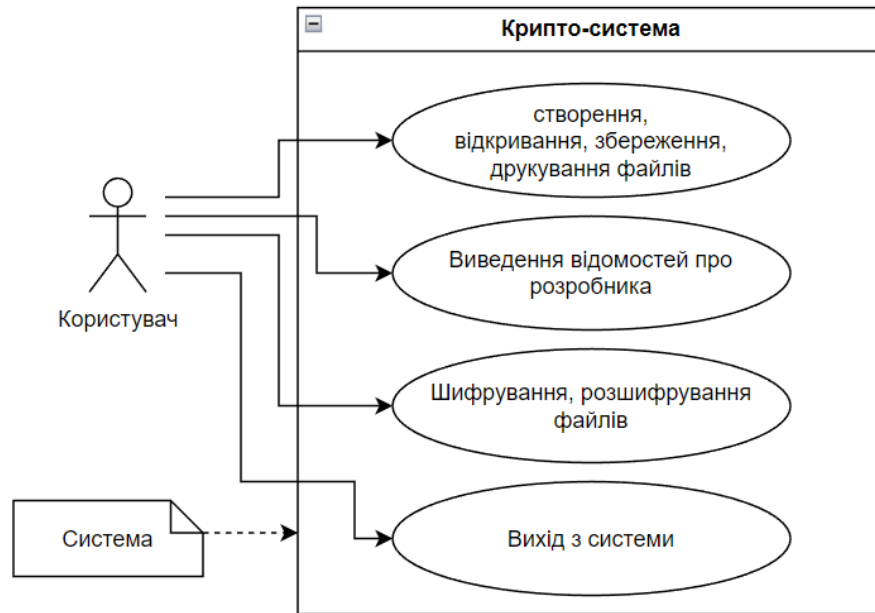 Крипто-система
створення,
відкривання, збереження,
друкування файлів
Виведення відомостей про
розробника
Користувач
Шифрування, розшифрування
файлів
Система
Вихід з системи